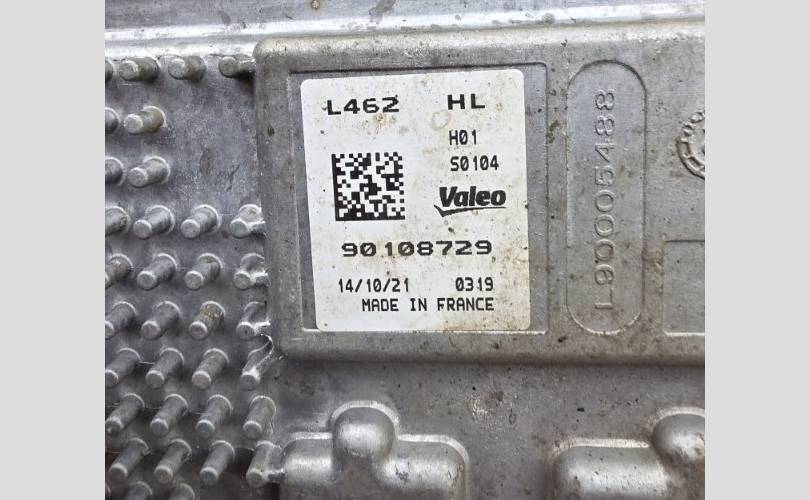 L462 HL
H01
S0104
Valeo
90108729
14/10/21 0319
MADE IN FRANCE
L90005488